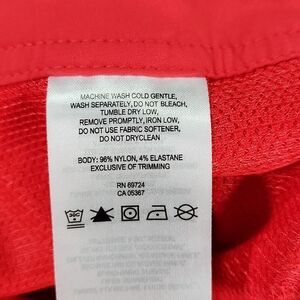 MACHINE WASH COLD GENTLE,
WASH SEPARATELY, DO NOT BLEACH,
TUMBLE DRY LOW,
REMOVE PROMPTLY, IRON LOW,
DO NOT USE FABRIC SOFTENER,
DO NOT DRYCLEAN
BODY: 96% NYLON, 4% ELASTANE
EXCLUSIVE OF TRIMMING
RN 69724
CA 05367